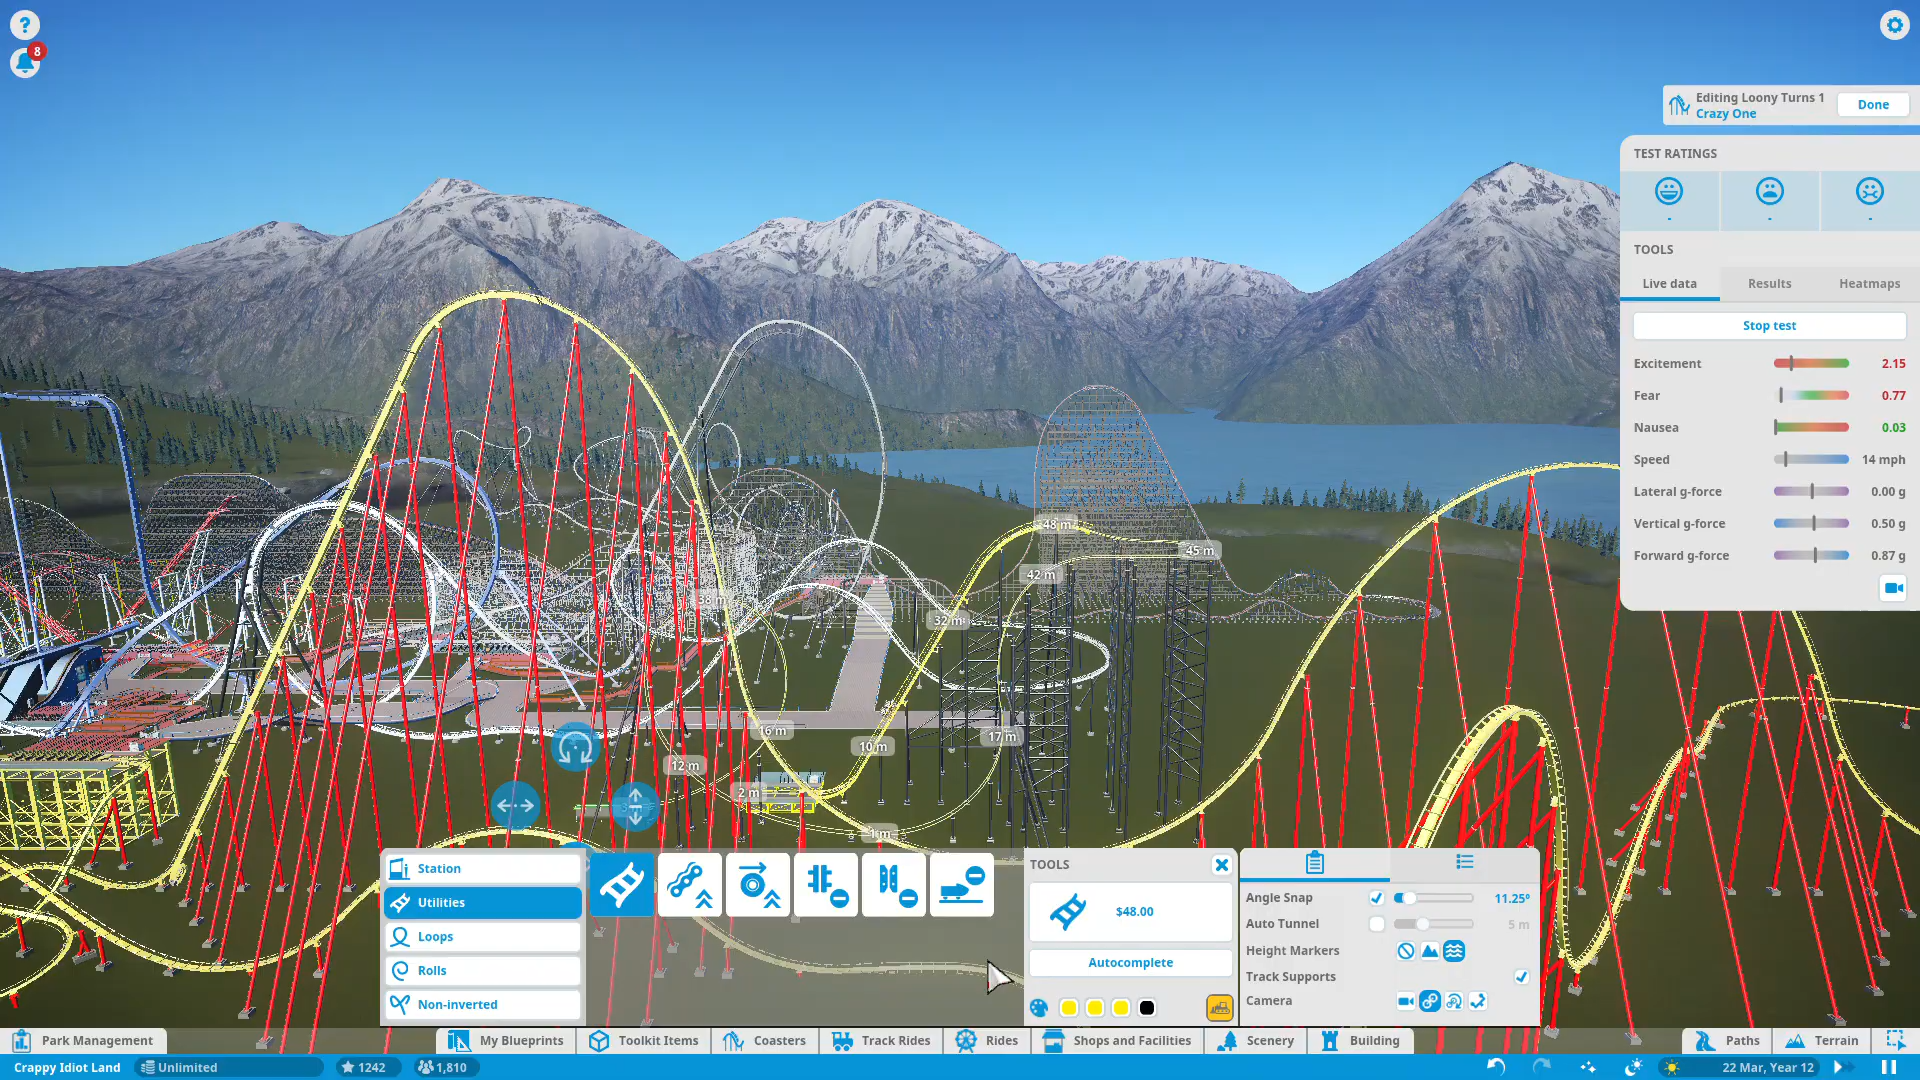 ?
8
Editing Loony Turns 1
Crazy One
Done
TEST RATINGS
-
-
-
TOOLS
Live data
Results
Heatmaps
Stop test
Excitement
2.15
Fear
0.77
Nausea
0.03
Speed
14 mph
Lateral g-force
0.00 g
Vertical g-force
0.50 g
Forward g-force
0.87 g
48 m
45 m
42 m
32 m
16 m
17 m
10 m
12 m
2 m
1 m
Station
Utilities
Loops
Rolls
Non-inverted
TOOLS
$48.00
Autocomplete
Angle Snap
11.25°
Auto Tunnel
5 m
Height Markers
Track Supports
Camera
Park Management
My Blueprints
Toolkit Items
Coasters
Track Rides
Rides
Shops and Facilities
Scenery
Building
Paths
Terrain
Crappy Idiot Land
Unlimited
1242
1,810
22 Mar, Year 12